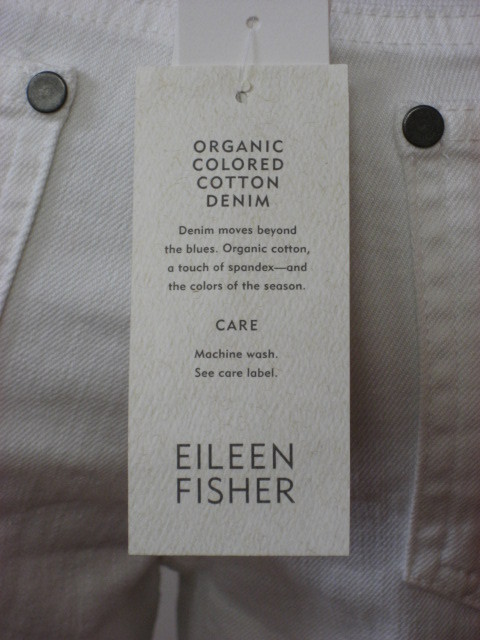 ORGANIC
COLORED
COTTON
DENIM
Denim moves beyond
the blues. Organic cotton,
a touch of spandex—and
the colors of the season.
CARE
Machine wash.
See care label.
EILEEN
FISHER